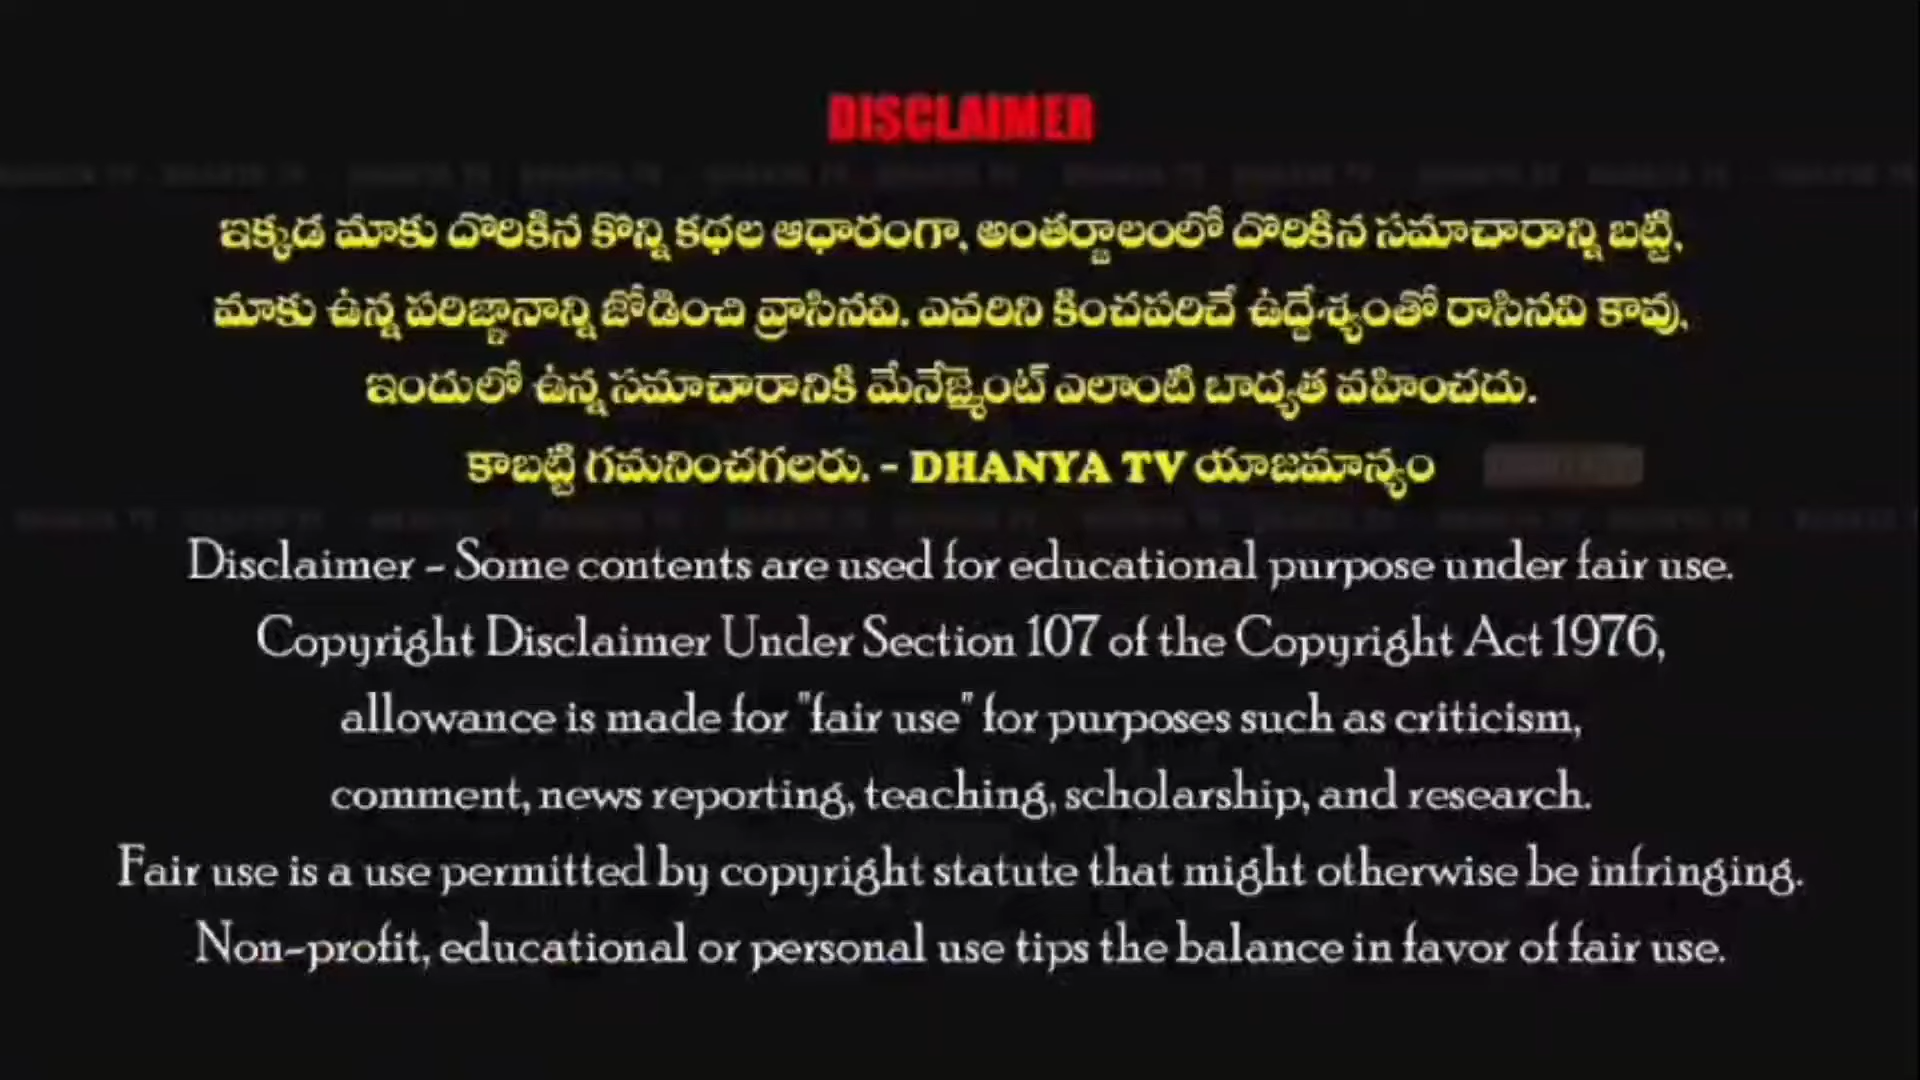 DISCLAIMER
ఇక్కడ మాకు దొరికిన కొన్ని కథల ఆధారంగా, అంతర్జాలంలో దొరికిన సమాచారాన్ని బట్టి,
మాకు ఉన్న పరిజ్ఞానాన్ని జోడించి వ్రాసినవి. ఎవరిని కించపరిచే ఉద్దేశ్యంతో రాసినవి కావు,
ఇందులో ఉన్న సమాచారానికి మేనేజ్మెంట్ ఎలాంటి బాద్యత వహించదు.
కాబట్టి గమనించగలరు. - DHANYA TV యాజమాన్యం
Disclaimer - Some contents are used for educational purpose under fair use.
Copyright Disclaimer Under Section 107 of the Copyright Act 1976,
allowance is made for "fair use" for purposes such as criticism,
comment, news reporting, teaching, scholarship, and research.
Fair use is a use permitted by copyright statute that might otherwise be infringing.
Non-profit, educational or personal use tips the balance in favor of fair use.